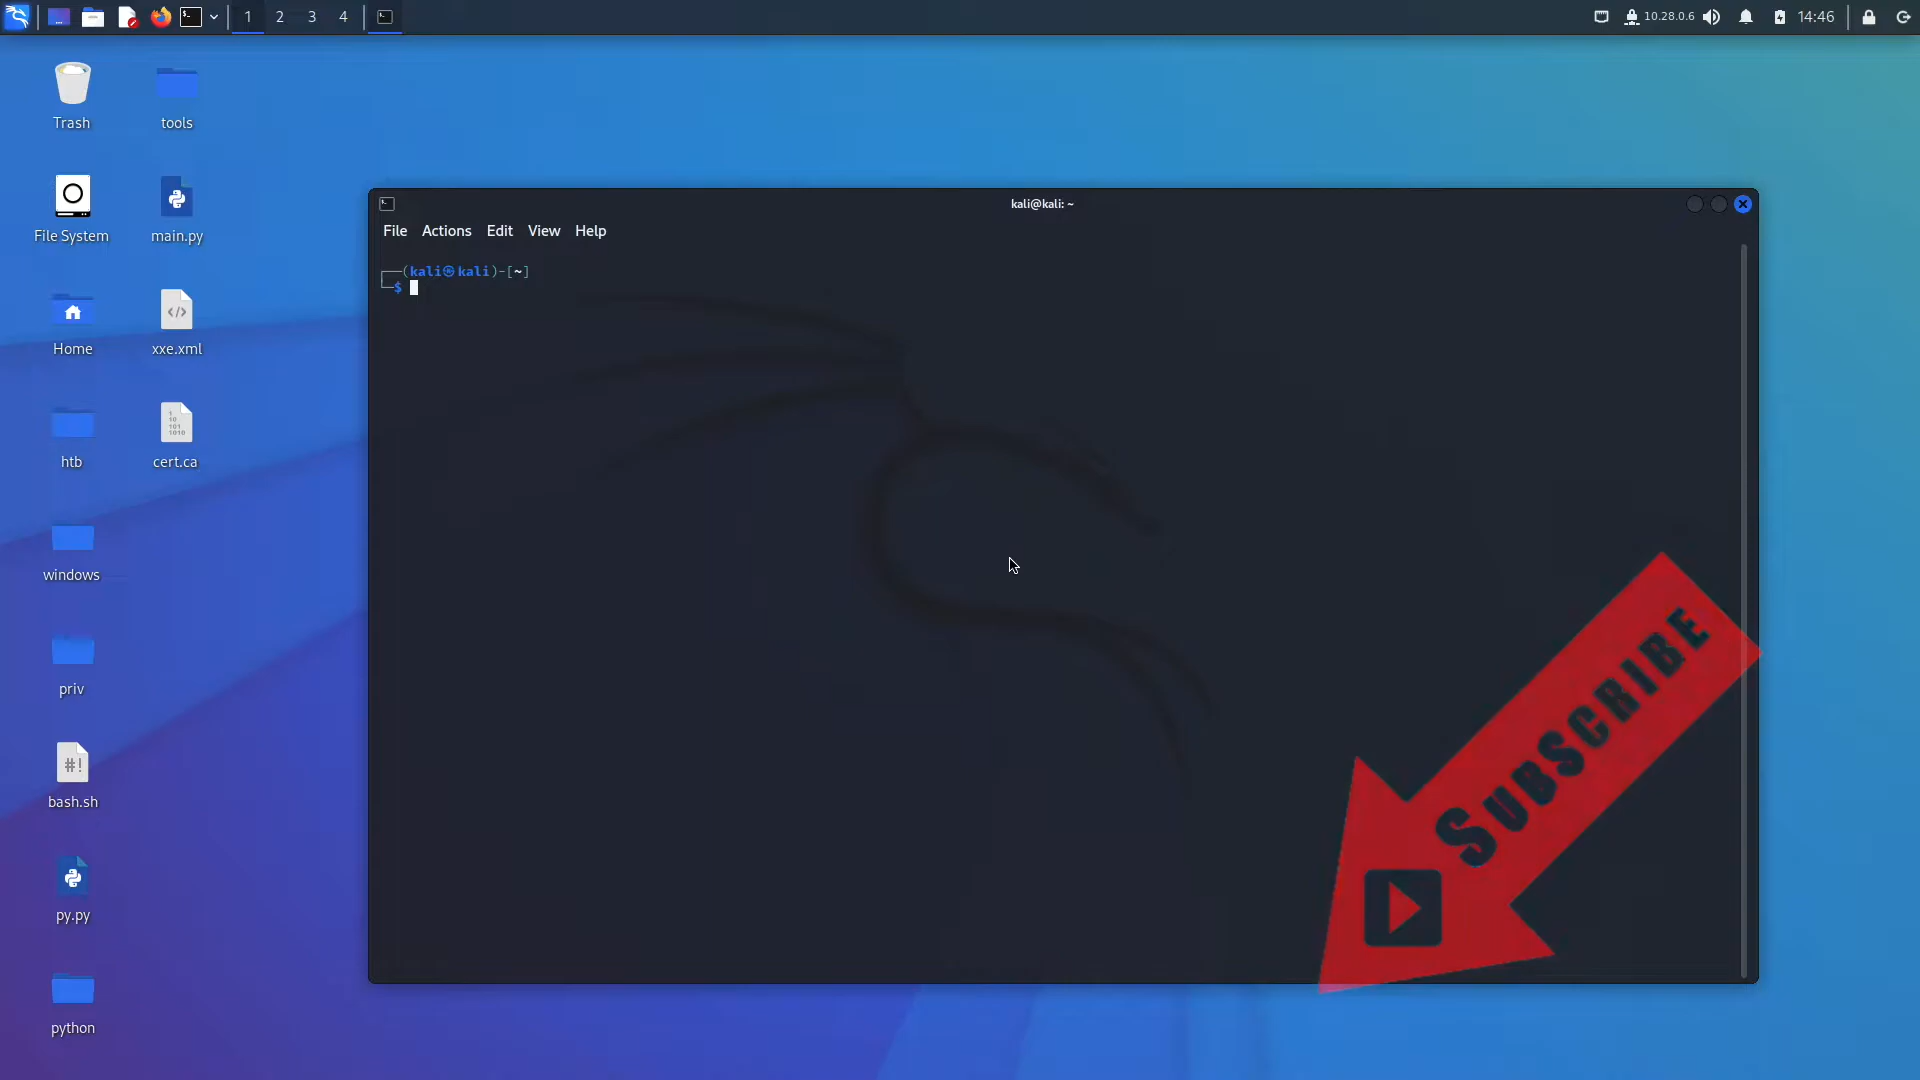 1 2 3 4
10.28.0.6
14:46
Trash
tools
File System
main.py
Home
xxe.xml
htb
cert.ca
windows
priv
bash.sh
py.py
python
kali@kali: ~
File Actions Edit View Help
┌──(kali㉿kali)-[~]
└─$
SUBSCRIBE